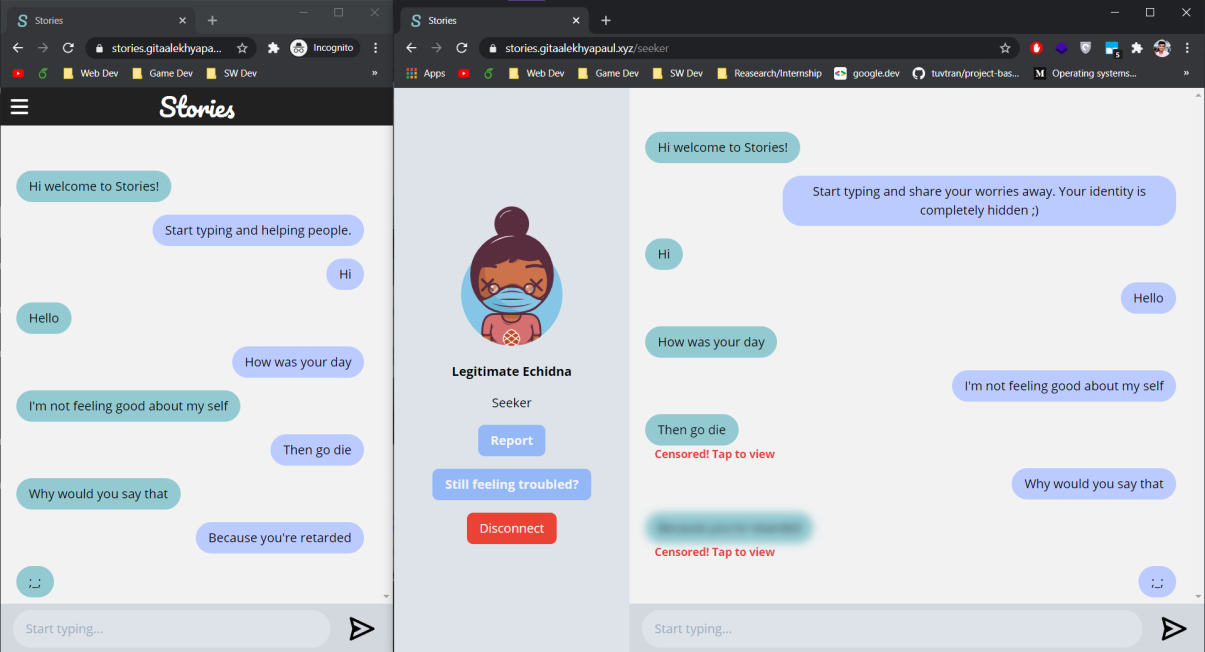 Stories
stories.gitaalekhyapa...
Incognito
Web Dev
Game Dev
SW Dev
»
Stories
Hi welcome to Stories!
Start typing and helping people.
Hi
Hello
How was your day
I'm not feeling good about my self
Then go die
Why would you say that
Because you're retarded
;_;
Start typing...
Stories
stories.gitaalekhyapaul.xyz/seeker
5
Apps
Web Dev
Game Dev
SW Dev
Reasearch/Internship
google.dev
tuvtran/project-bas...
M Operating systems...
»
Legitimate Echidna
Seeker
Report
Still feeling troubled?
Disconnect
Hi welcome to Stories!
Start typing and share your worries away. Your identity is
completely hidden ;)
Hi
Hello
How was your day
I'm not feeling good about my self
Then go die
Censored! Tap to view
Why would you say that
Because you're retarded
Censored! Tap to view
;_;
Start typing...